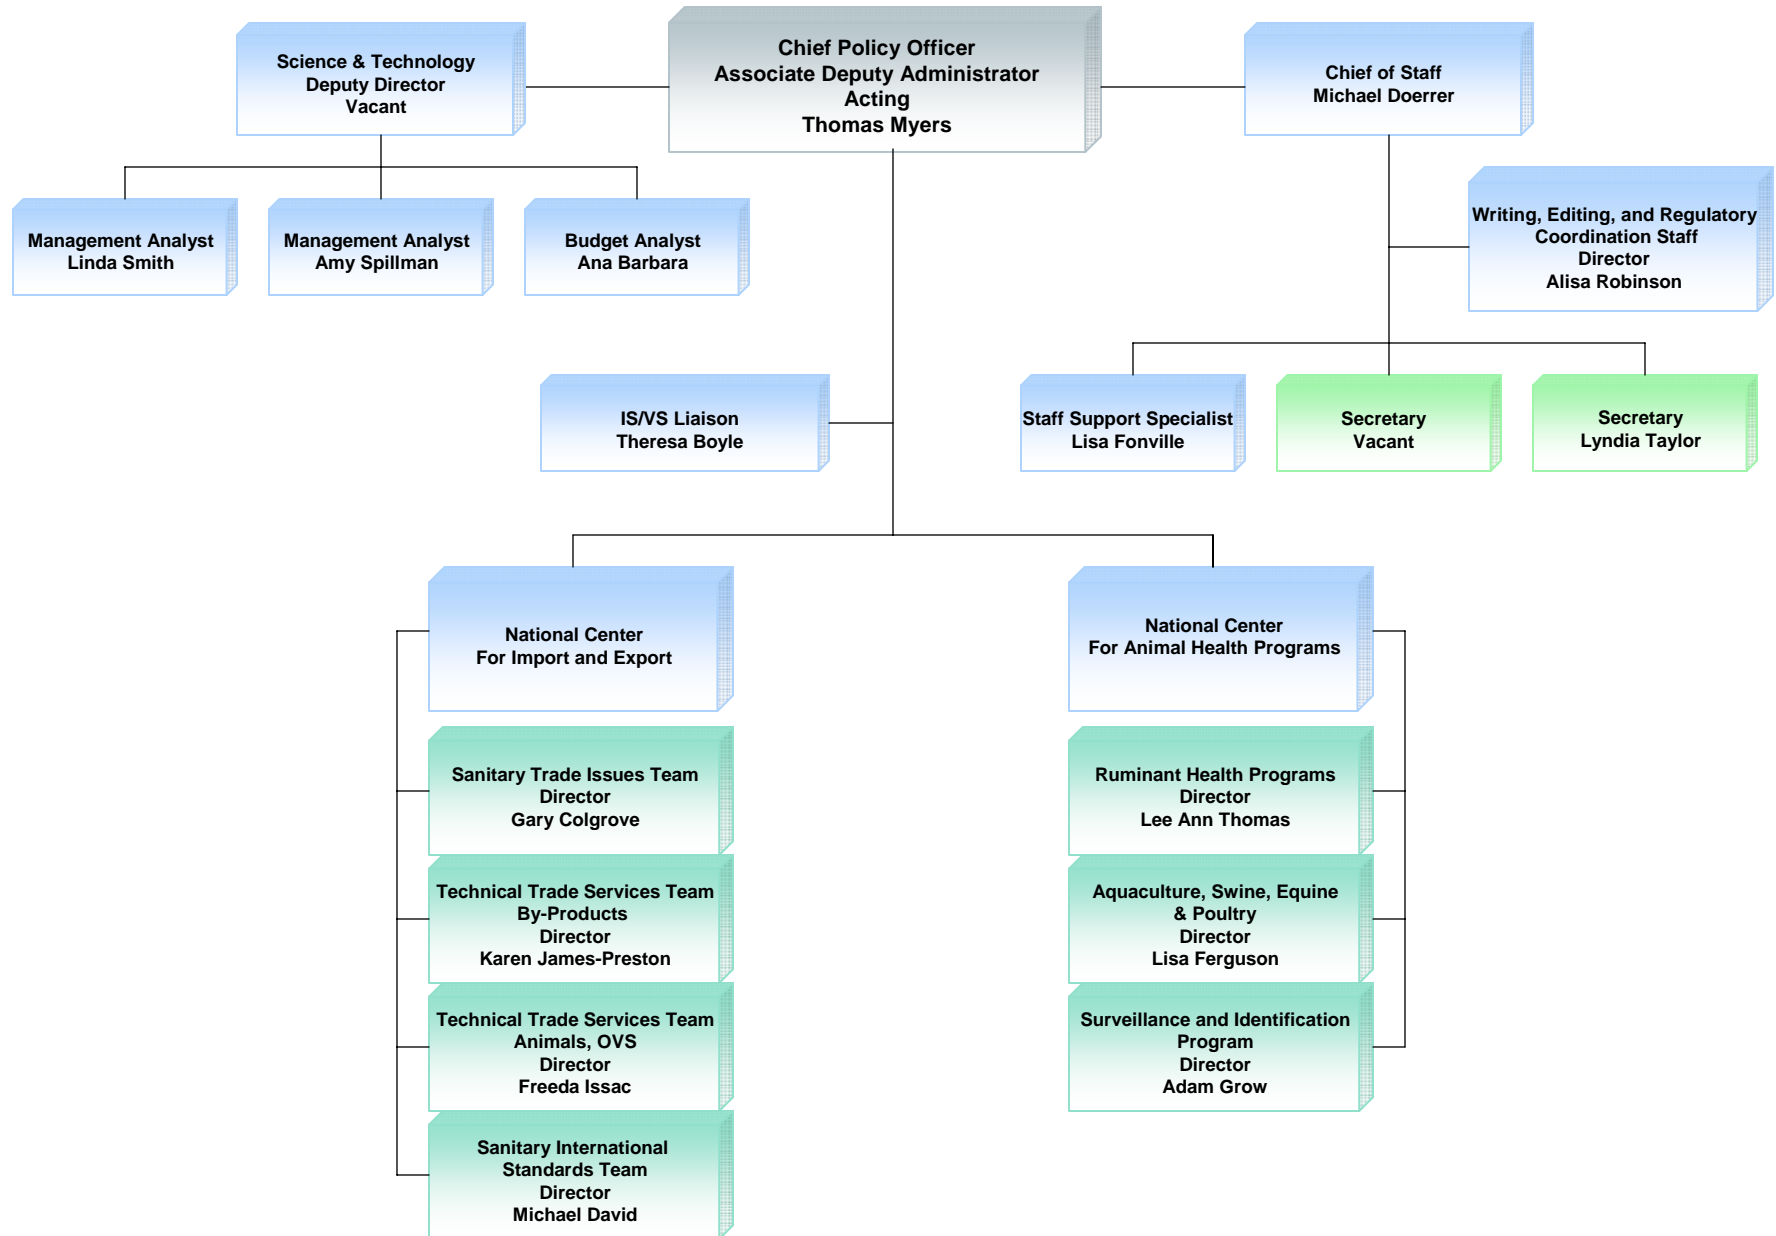 Science & Technology
Deputy Director
Vacant
Chief Policy Officer
Associate Deputy Administrator
Acting
Thomas Myers
Chief of Staff
Michael Doerrer
Management Analyst
Linda Smith
Management Analyst
Amy Spillman
Budget Analyst
Ana Barbara
Writing, Editing, and Regulatory
Coordination Staff
Director
Alisa Robinson
IS/VS Liaison
Theresa Boyle
Staff Support Specialist
Lisa Fonville
Secretary
Vacant
Secretary
Lyndia Taylor
National Center
For Import and Export
Sanitary Trade Issues Team
Director
Gary Colgrove
Technical Trade Services Team
By-Products
Director
Karen James-Preston
Technical Trade Services Team
Animals, OVS
Director
Freeda Issac
Sanitary International
Standards Team
Director
Michael David
National Center
For Animal Health Programs
Ruminant Health Programs
Director
Lee Ann Thomas
Aquaculture, Swine, Equine
& Poultry
Director
Lisa Ferguson
Surveillance and Identification
Program
Director
Adam Grow